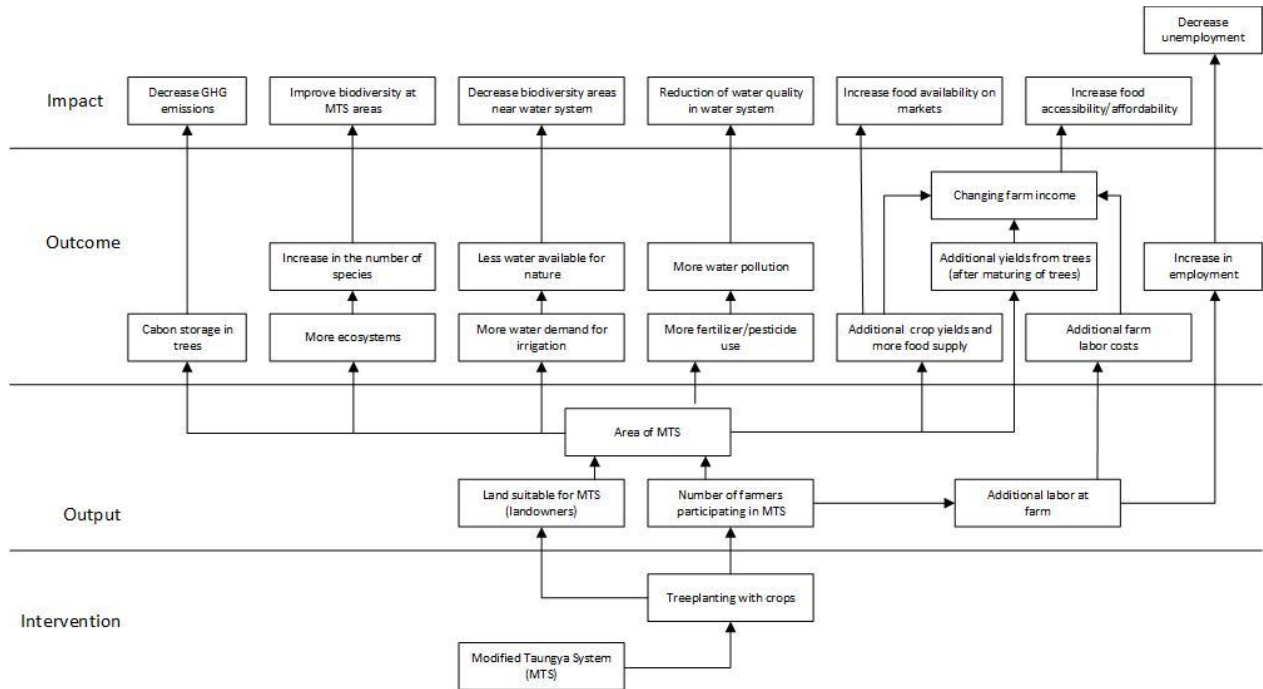 Decrease
unemployment
Impact
Decrease GHG
emissions
Improve biodiversity at
MTS areas
Decrease biodiversity areas
near water system
Reduction of water quality
in water system
Increase food availability on
markets
Increase food
accessibility/affordability
Outcome
Changing farm income
Increase in the number of
species
Less water available for
nature
More water pollution
Additional yields from trees
(after maturing of trees)
Increase in
employment
Cabon storage in
trees
More ecosystems
More water demand for
irrigation
More fertilizer/pesticide
use
Additional crop yields and
more food supply
Additional farm
labor costs
Area of MTS
Output
Land suitable for MTS
(landowners)
Number of farmers
participating in MTS
Additional labor at
farm
Intervention
Treeplanting with crops
Modified Taungya System
(MTS)